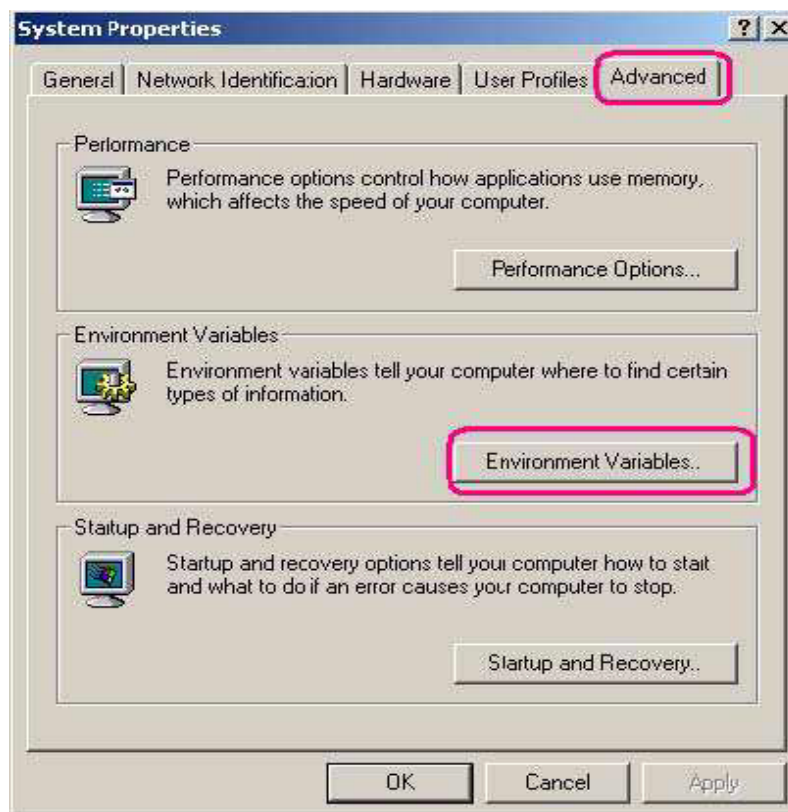 System Properties
General
Network Identification
Hardware
User Profiles
Advanced
Performance
Performance options control how applications use memory,
which affects the speed of your computer.
Performance Options...
Environment Variables
Environment variables tell your computer where to find certain
types of information.
Environment Variables..
Startup and Recovery
Startup and recovery options tell your computer how to start
and what to do if an error causes your computer to stop.
Startup and Recovery..
OK
Cancel
Apply